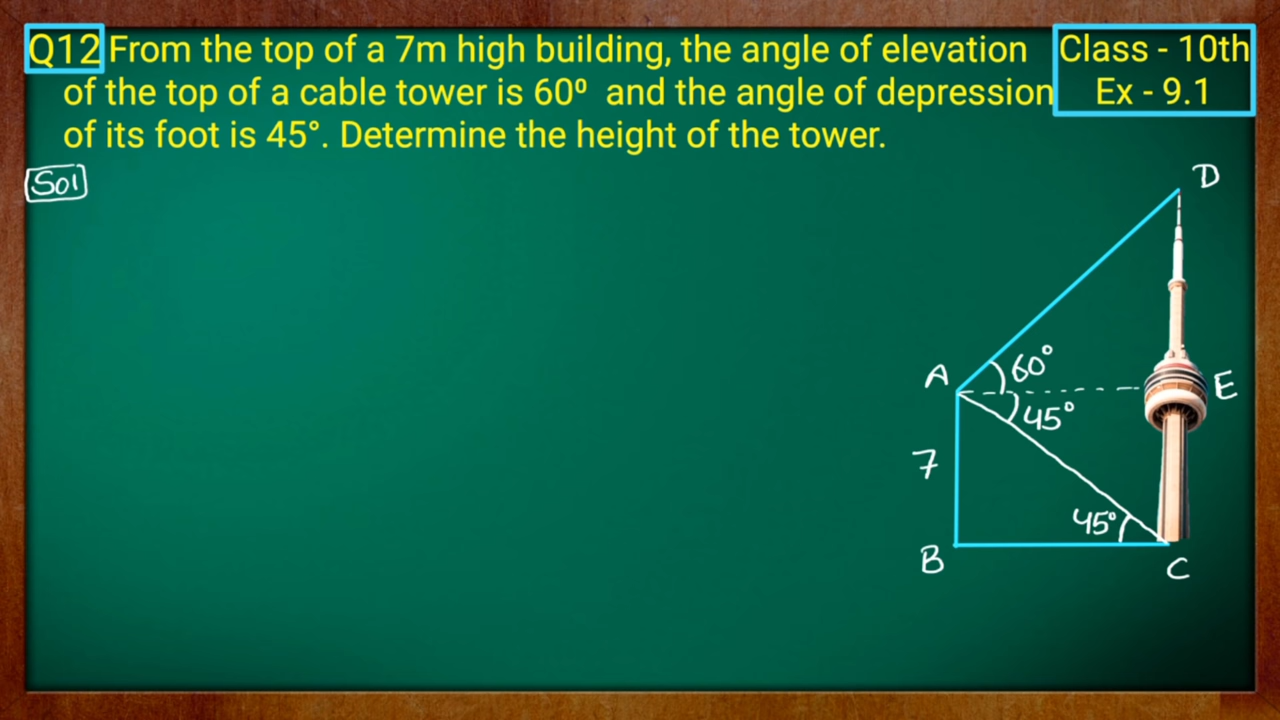 Q12 From the top of a 7m high building, the angle of elevation
of the top of a cable tower is 60⁰ and the angle of depression
of its foot is 45°. Determine the height of the tower.
Class - 10th
Ex - 9.1
Sol
D
A
60°
E
45°
7
45°
B
C